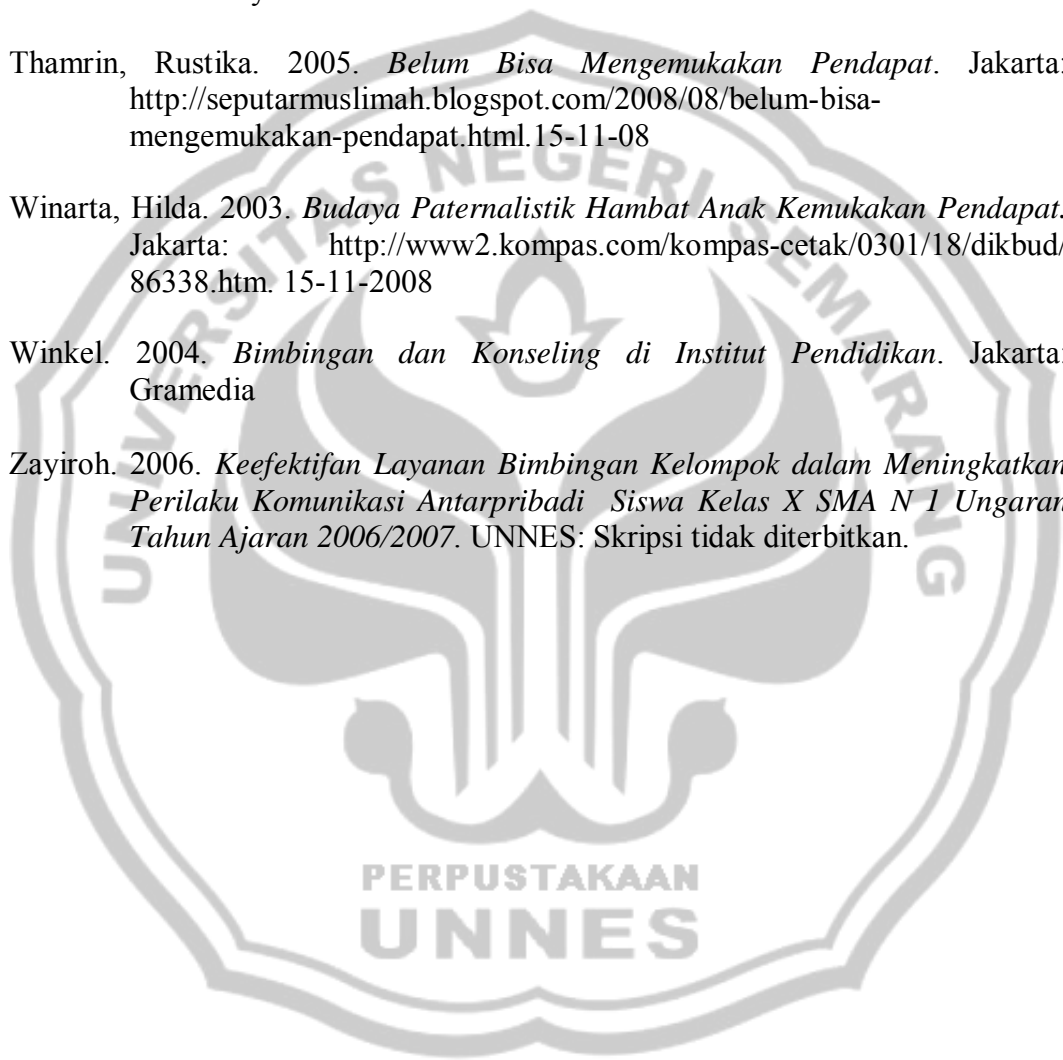 Thamrin, Rustika. 2005. Belum Bisa Mengemukakan Pendapat. Jakarta:
http://seputarmuslimah.blogspot.com/2008/08/belum-bisa-
mengemukakan-pendapat.html.15-11-08
Winarta, Hilda. 2003. Budaya Paternalistik Hambat Anak Kemukakan Pendapat.
Jakarta: http://www2.kompas.com/kompas-cetak/0301/18/dikbud/
86338.htm. 15-11-2008
Winkel. 2004. Bimbingan dan Konseling di Institut Pendidikan. Jakarta:
Gramedia
Zayiroh. 2006. Keefektifan Layanan Bimbingan Kelompok dalam Meningkatkan
Perilaku Komunikasi Antarpribadi Siswa Kelas X SMA N 1 Ungaran
Tahun Ajaran 2006/2007. UNNES: Skripsi tidak diterbitkan.
UNIVERSITAS NEGERI SEMARANG
PERPUSTAKAAN
UNNES